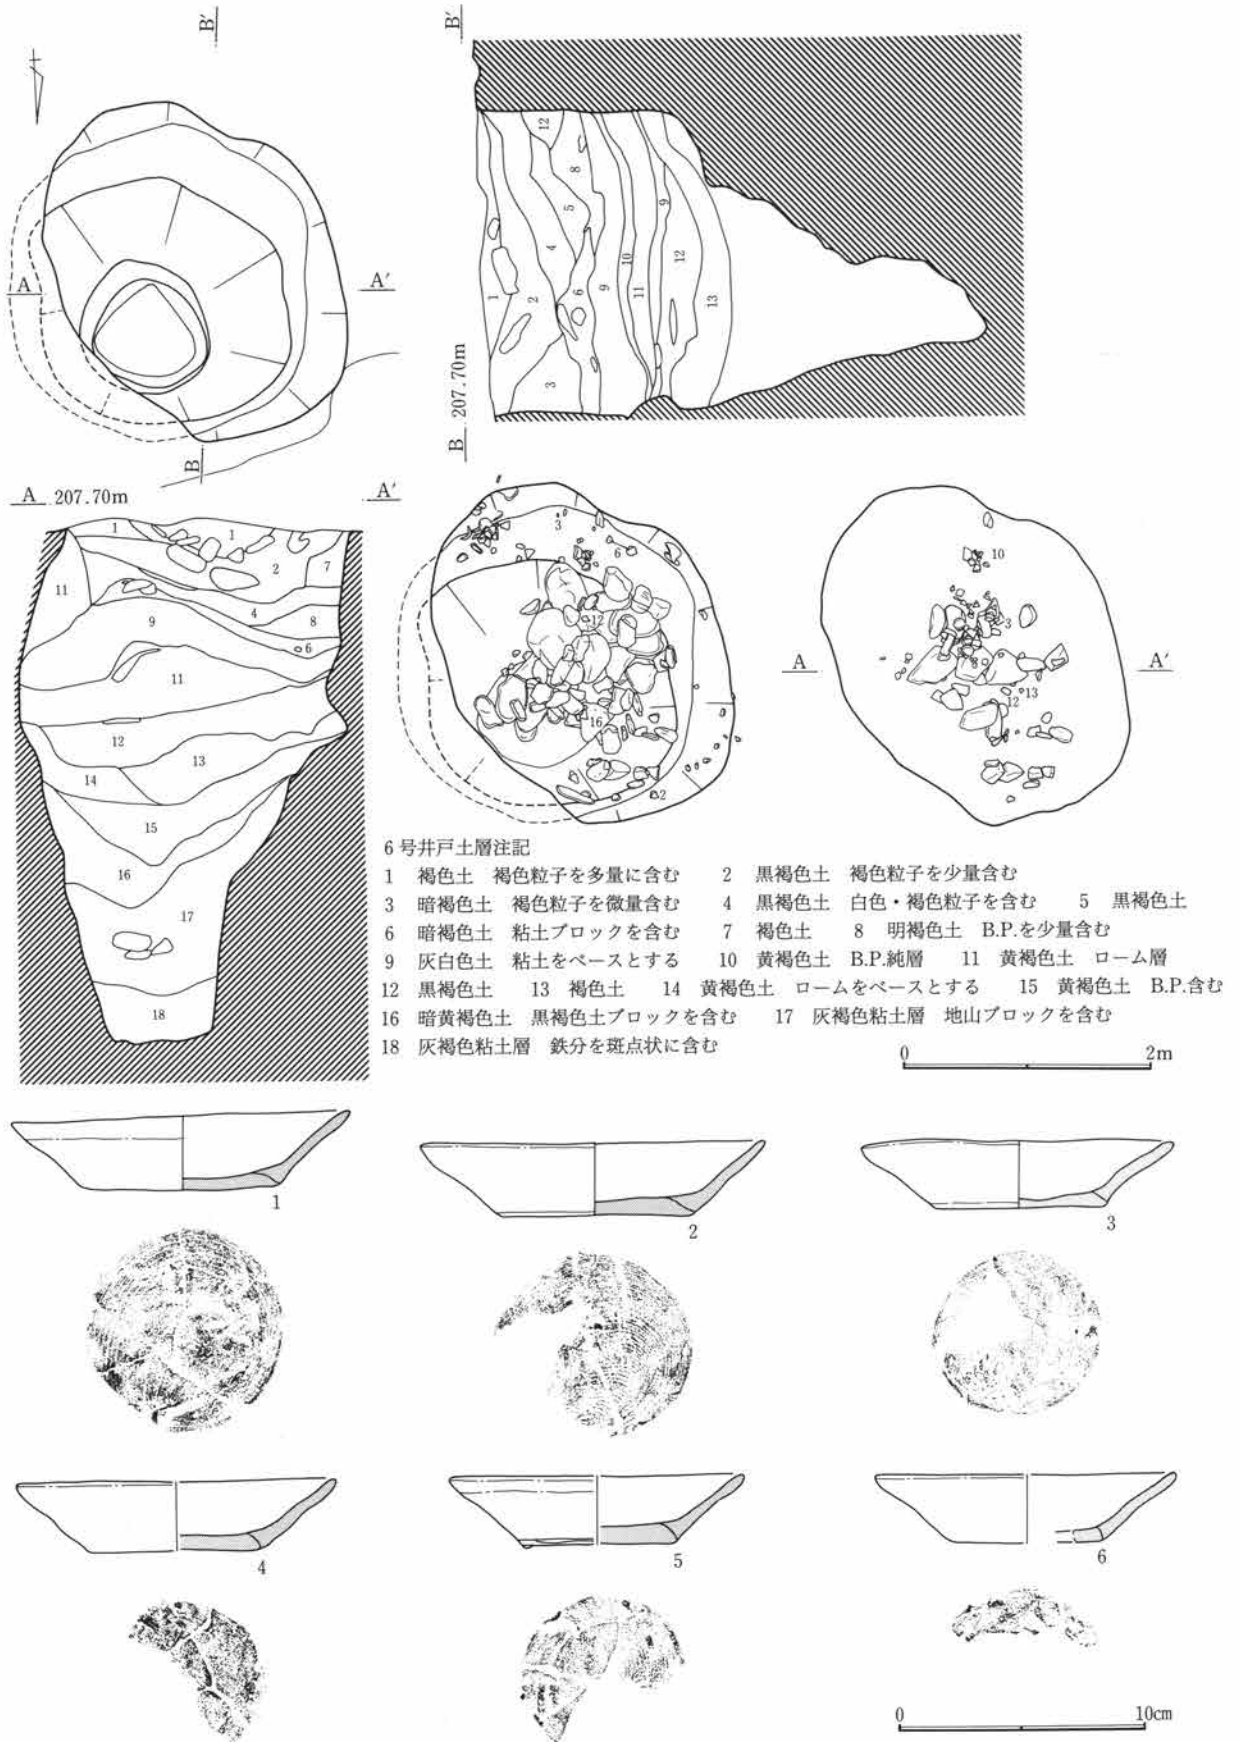 B'
B'
A
A'
B
B 207.70m
12
8
5
4
10
9
9
12
1
2
6
11
13
3
A 207.70m
A'
1
1
2
7
11
4
8
9
6
11
12
13
14
15
16
17
18
3
6
12
16
2
10
3
A
A'
13
12
6号井戸土層注記
1 褐色土 褐色粒子を多量に含む 2 黒褐色土 褐色粒子を少量含む
3 暗褐色土 褐色粒子を微量含む 4 黒褐色土 白色・褐色粒子を含む 5 黒褐色土
6 暗褐色土 粘土ブロックを含む 7 褐色土 8 明褐色土 B.P.を少量含む
9 灰白色土 粘土をベースとする 10 黄褐色土 B.P.純層 11 黄褐色土 ローム層
12 黒褐色土 13 褐色土 14 黄褐色土 ロームをベースとする 15 黄褐色土 B.P.含む
16 暗黄褐色土 黒褐色土ブロックを含む 17 灰褐色粘土層 地山ブロックを含む
18 灰褐色粘土層 鉄分を斑点状に含む
0 2m
1
2
3
4
5
6
0 10cm